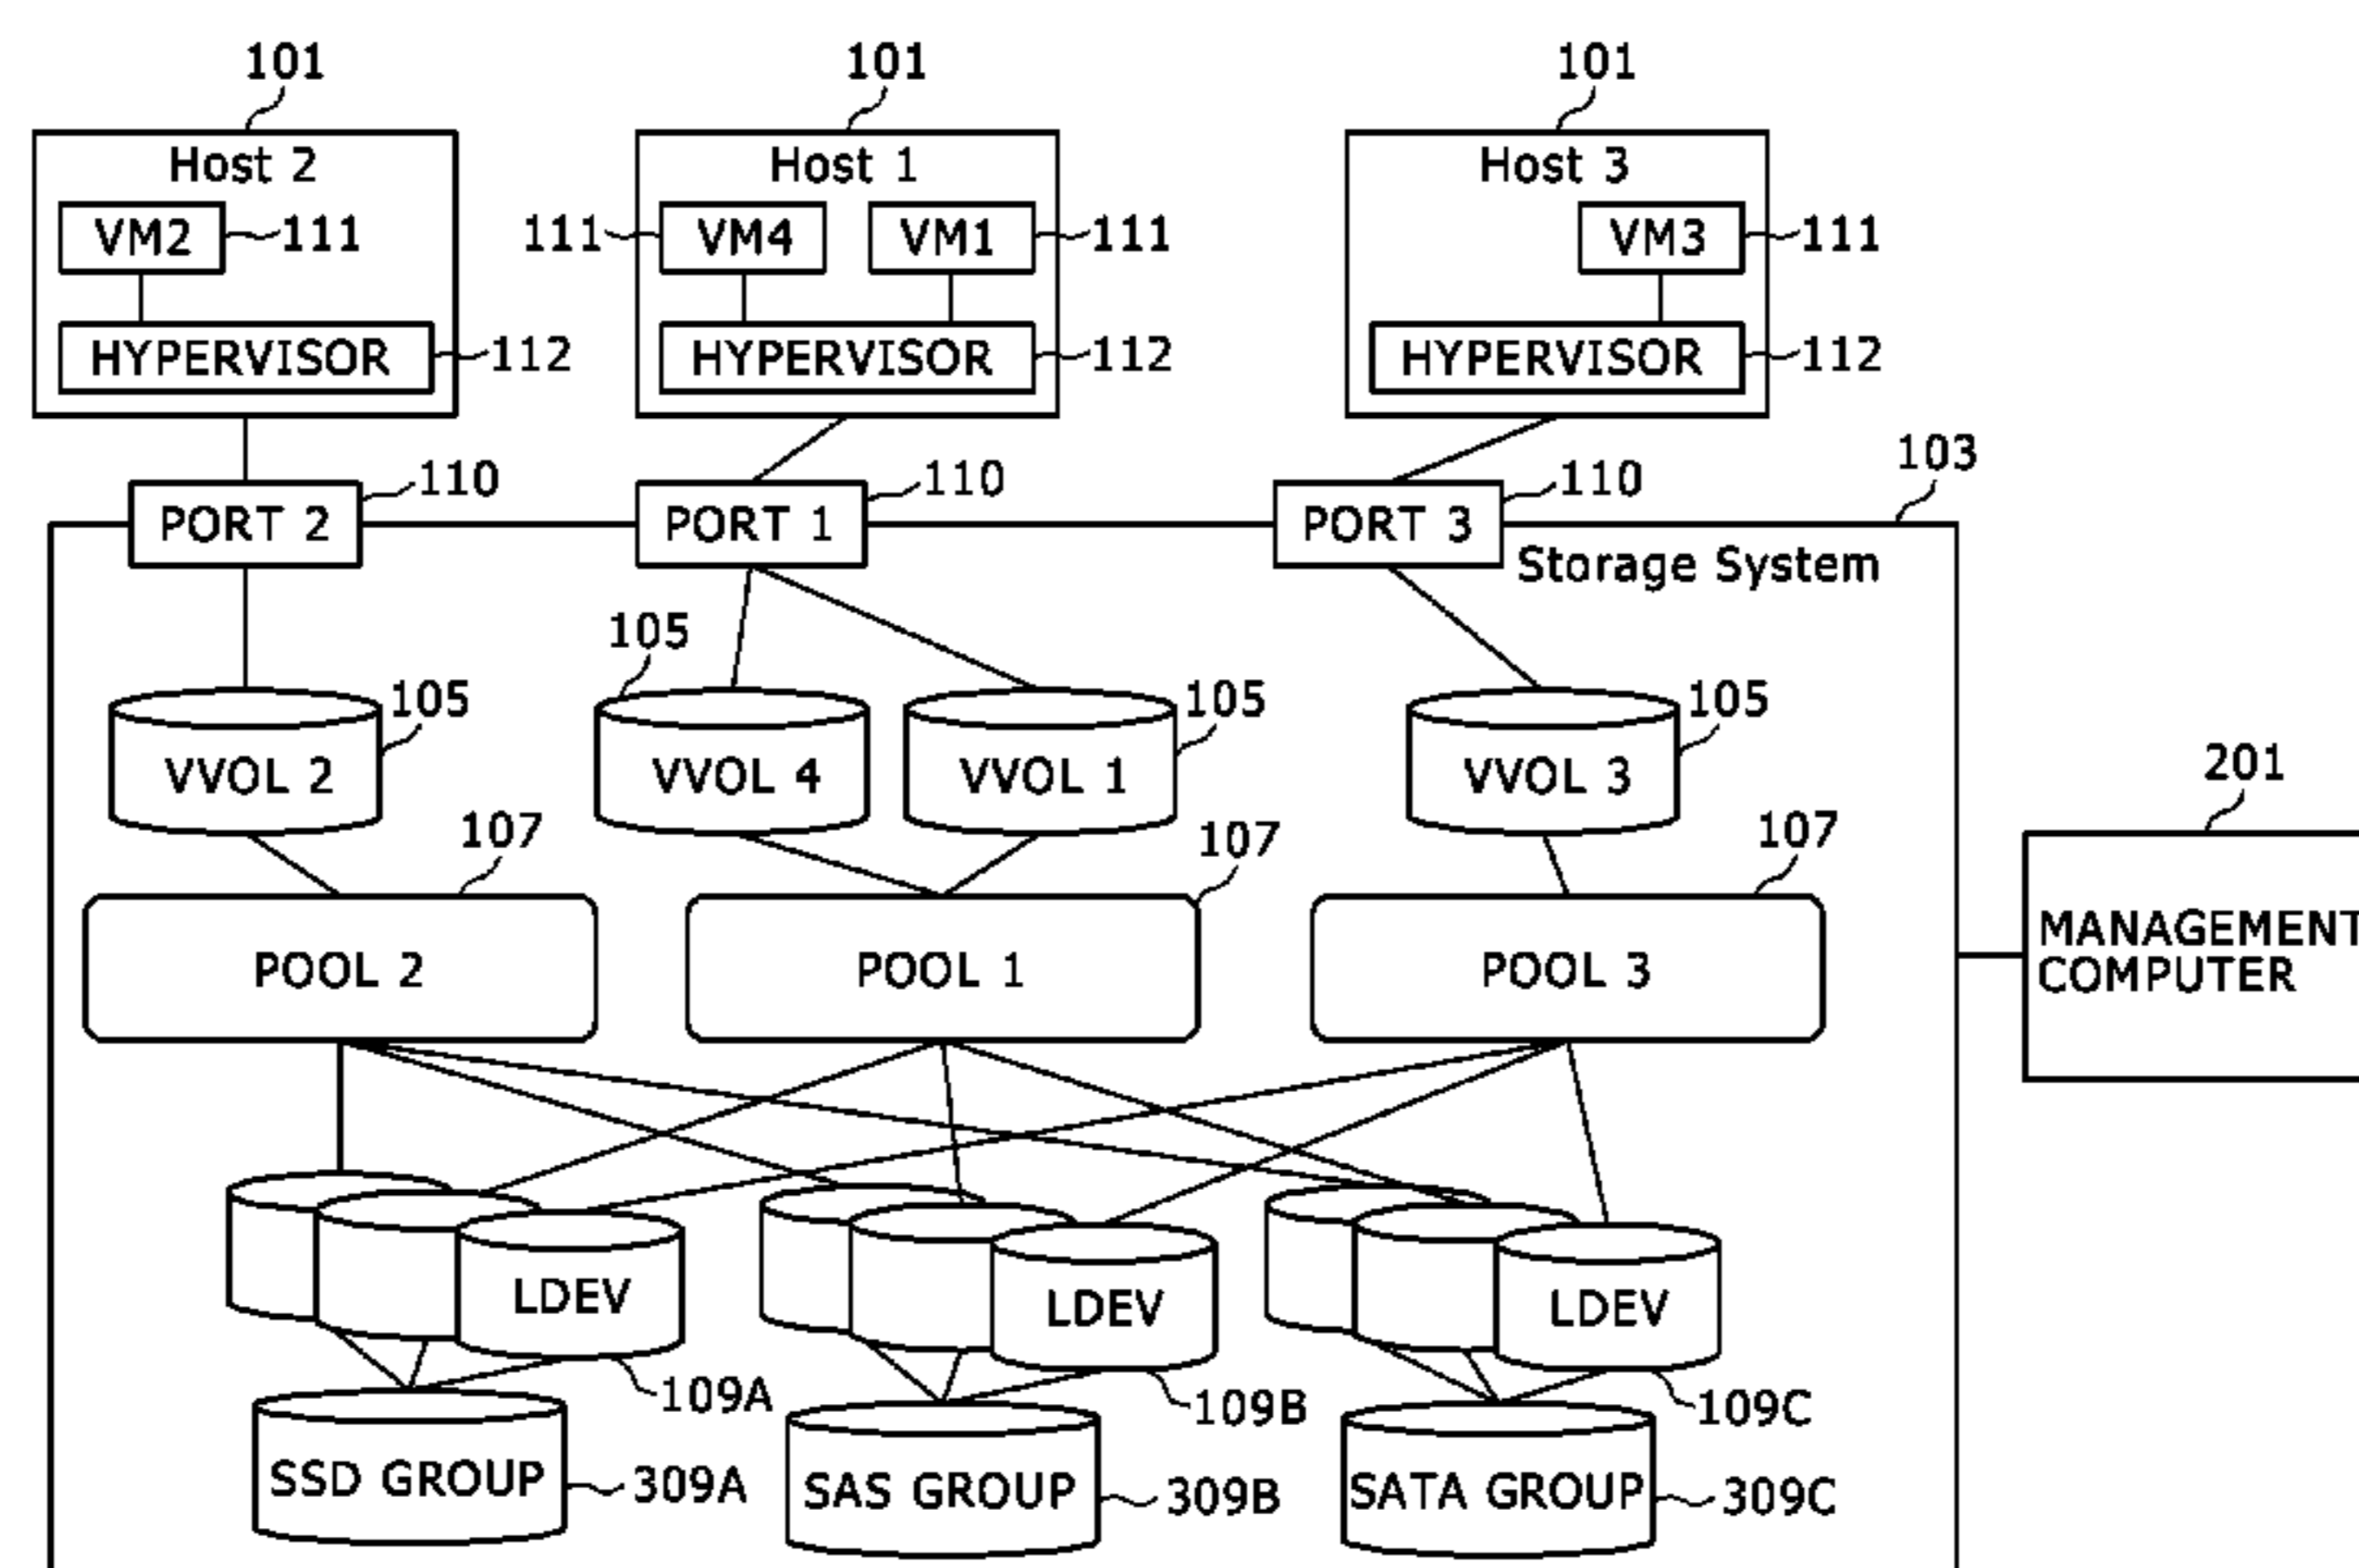 101 101 101
Host 2 Host 1 Host 3
VM2 111 111 VM4 VM1 111 VM3 111
HYPERVISOR 112 HYPERVISOR 112 HYPERVISOR 112
103
110 110 110
PORT 2 PORT 1 PORT 3
Storage System
105
105 105 105
VVOL 2 VVOL 4 VVOL 1 VVOL 3
201
107 107 107
MANAGEMENT
COMPUTER
POOL 2 POOL 1 POOL 3
LDEV LDEV LDEV
109A 109B 109C
SSD GROUP 309A SAS GROUP 309B SATA GROUP 309C